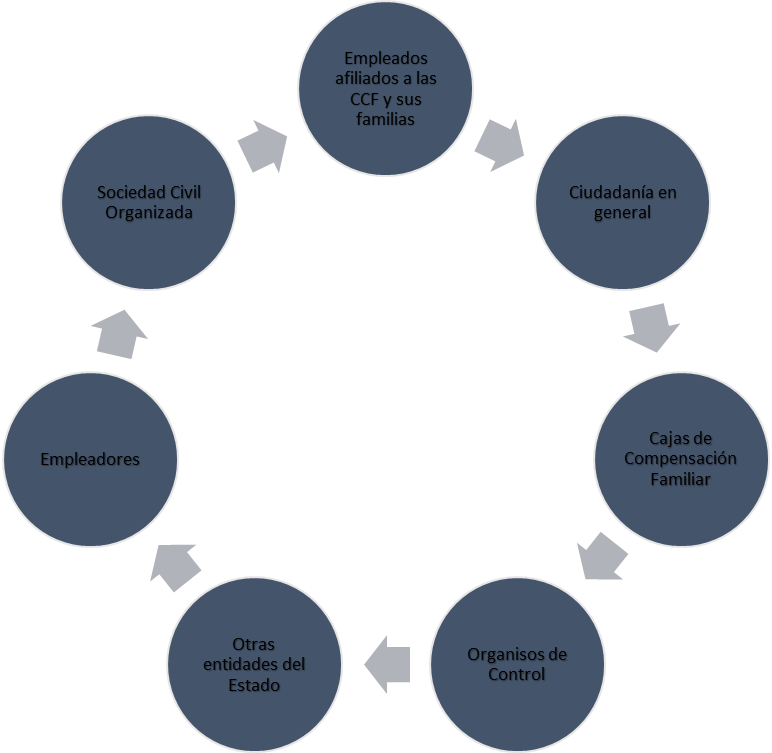 Empleados
afiliados a las
CCF y sus
familias
Ciudadanía en
general
Cajas de
Compensación
Familiar
Organisos de
Control
Otras
entidades del
Estado
Empleadores
Sociedad Civil
Organizada